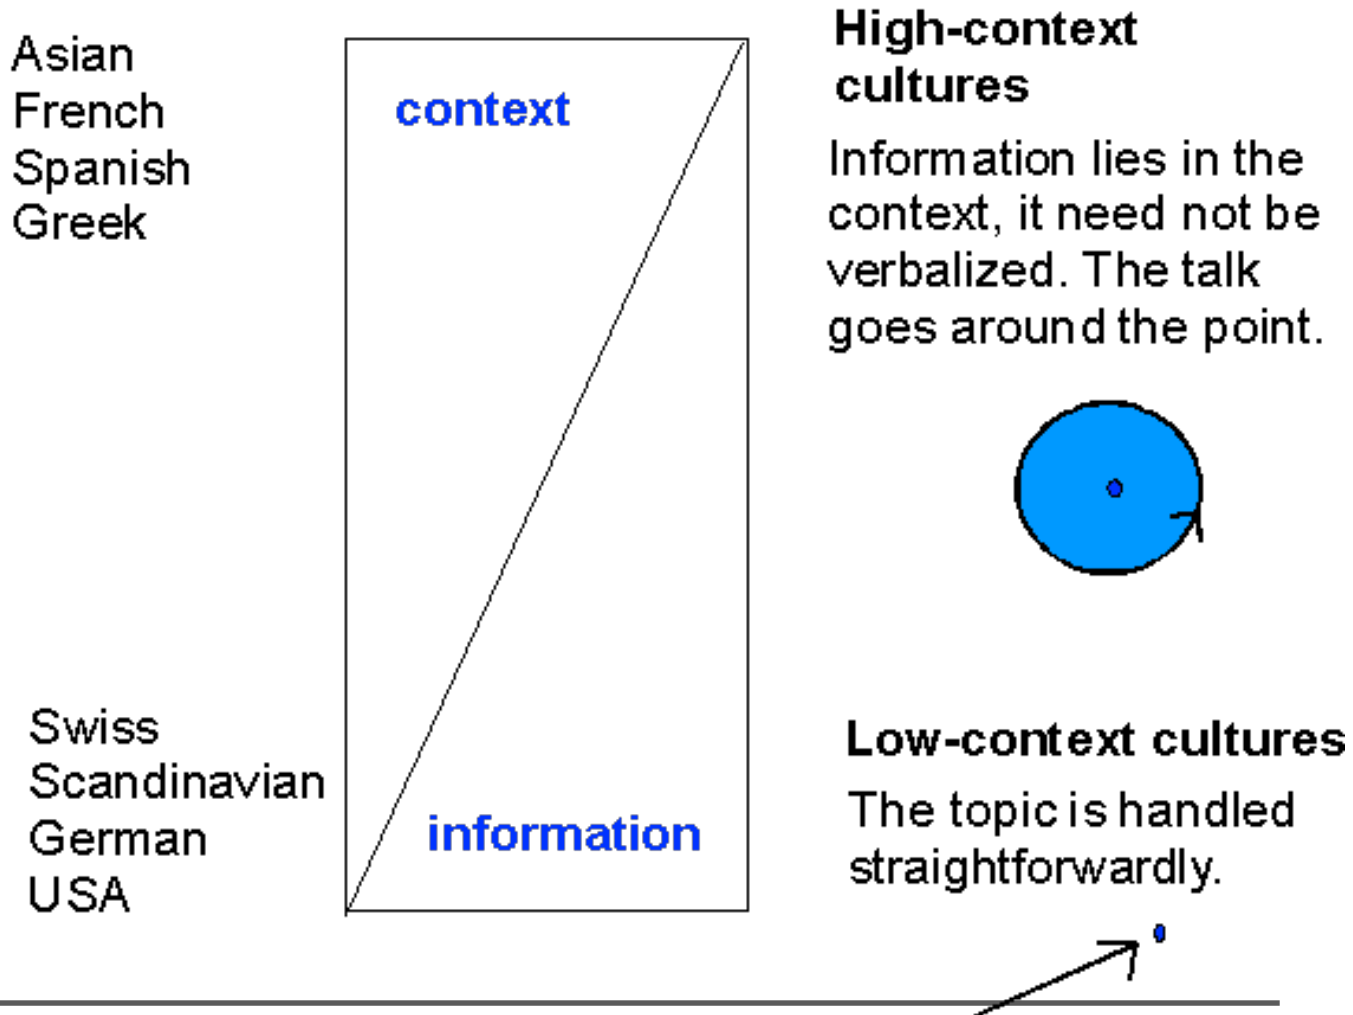 Asian
French
Spanish
Greek
context
High-context
cultures
Information lies in the
context, it need not be
verbalized. The talk
goes around the point.
Swiss
Scandinavian
German
USA
information
Low-context cultures
The topic is handled
straightforwardly.